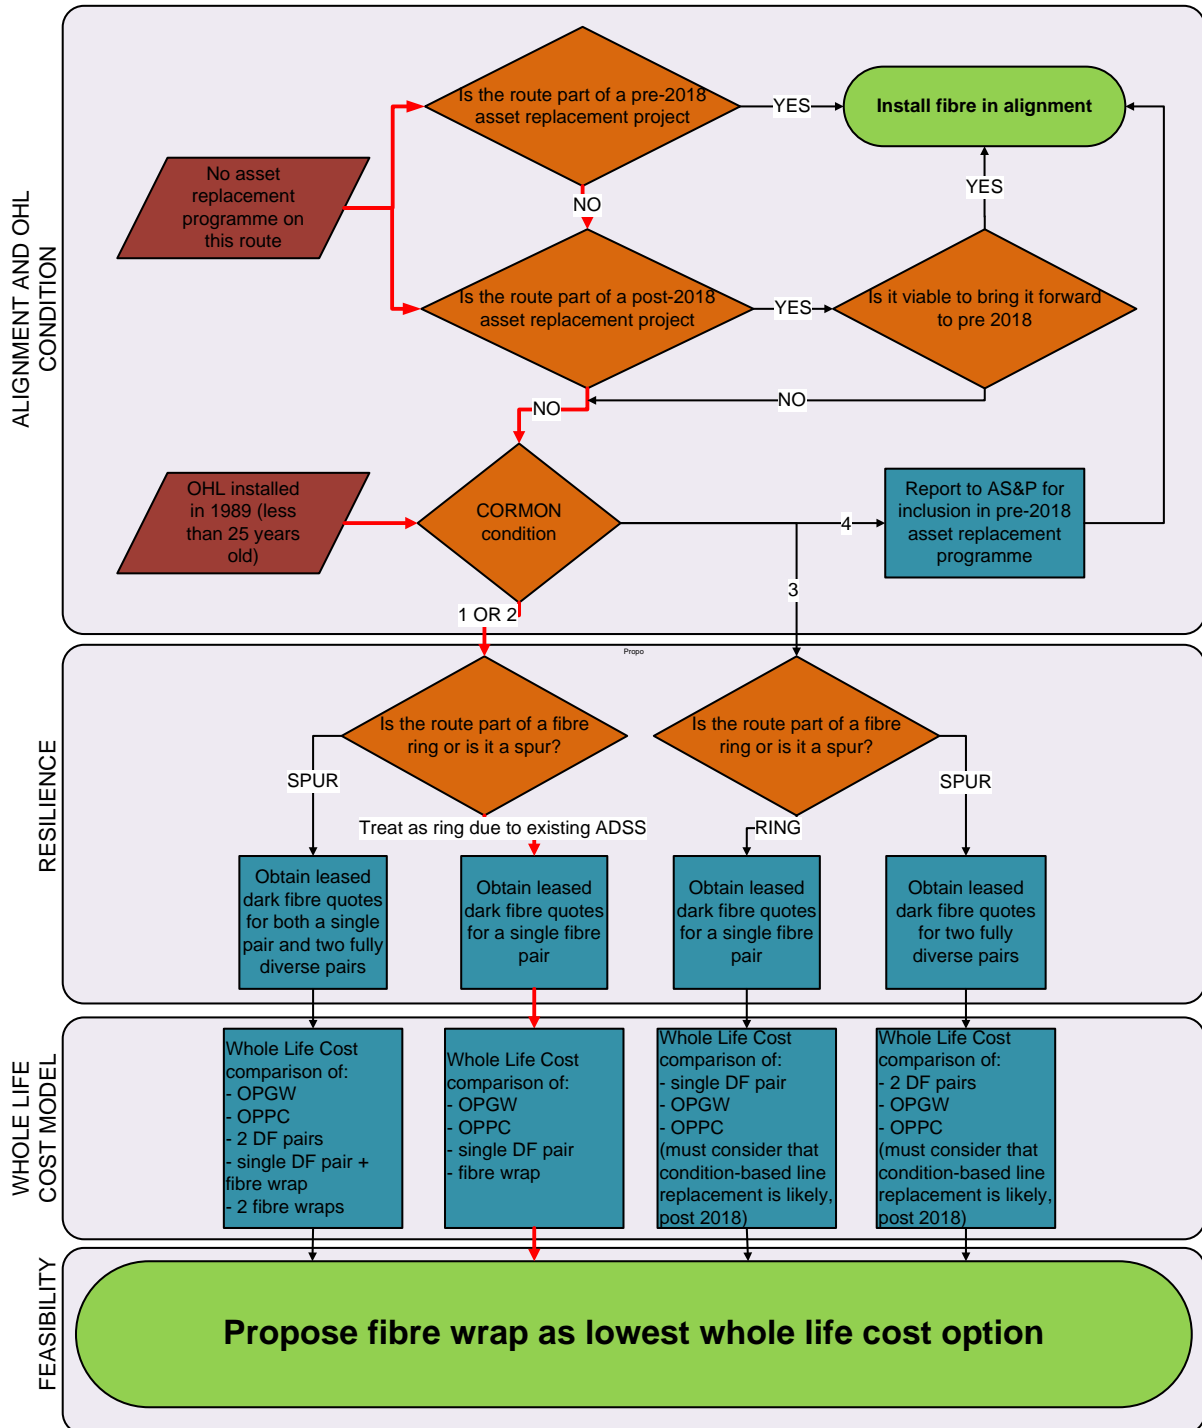 ALIGNMENT AND OHL
CONDITION
Is the route part of a pre-2018
asset replacement project
YES
Install fibre in alignment
No asset
replacement
programme on
this route
NO
YES
Is the route part of a post-2018
asset replacement project
YES
Is it viable to bring it forward
to pre 2018
NO
NO
OHL installed
in 1989 (less
than 25 years
old)
CORMON
condition
4
Report to AS&P for
inclusion in pre-2018
asset replacement
programme
3
1 OR 2
RESILIENCE
Propo
Is the route part of a fibre
ring or is it a spur?
Is the route part of a fibre
ring or is it a spur?
SPUR
Treat as ring due to existing ADSS
RING
SPUR
Obtain leased
dark fibre quotes
for both a single
pair and two fully
diverse pairs
Obtain leased
dark fibre quotes
for a single fibre
pair
Obtain leased
dark fibre quotes
for a single fibre
pair
Obtain leased
dark fibre quotes
for two fully
diverse pairs
WHOLE LIFE
COST MODEL
Whole Life Cost
comparison of:
- OPGW
- OPPC
- 2 DF pairs
- single DF pair +
fibre wrap
- 2 fibre wraps
Whole Life Cost
comparison of:
- OPGW
- OPPC
- single DF pair
- fibre wrap
Whole Life Cost
comparison of:
- single DF pair
- OPGW
- OPPC
(must consider that
condition-based line
replacement is likely,
post 2018)
Whole Life Cost
comparison of:
- 2 DF pairs
- OPGW
- OPPC
(must consider that
condition-based line
replacement is likely,
post 2018)
FEASIBILITY
Propose fibre wrap as lowest whole life cost option